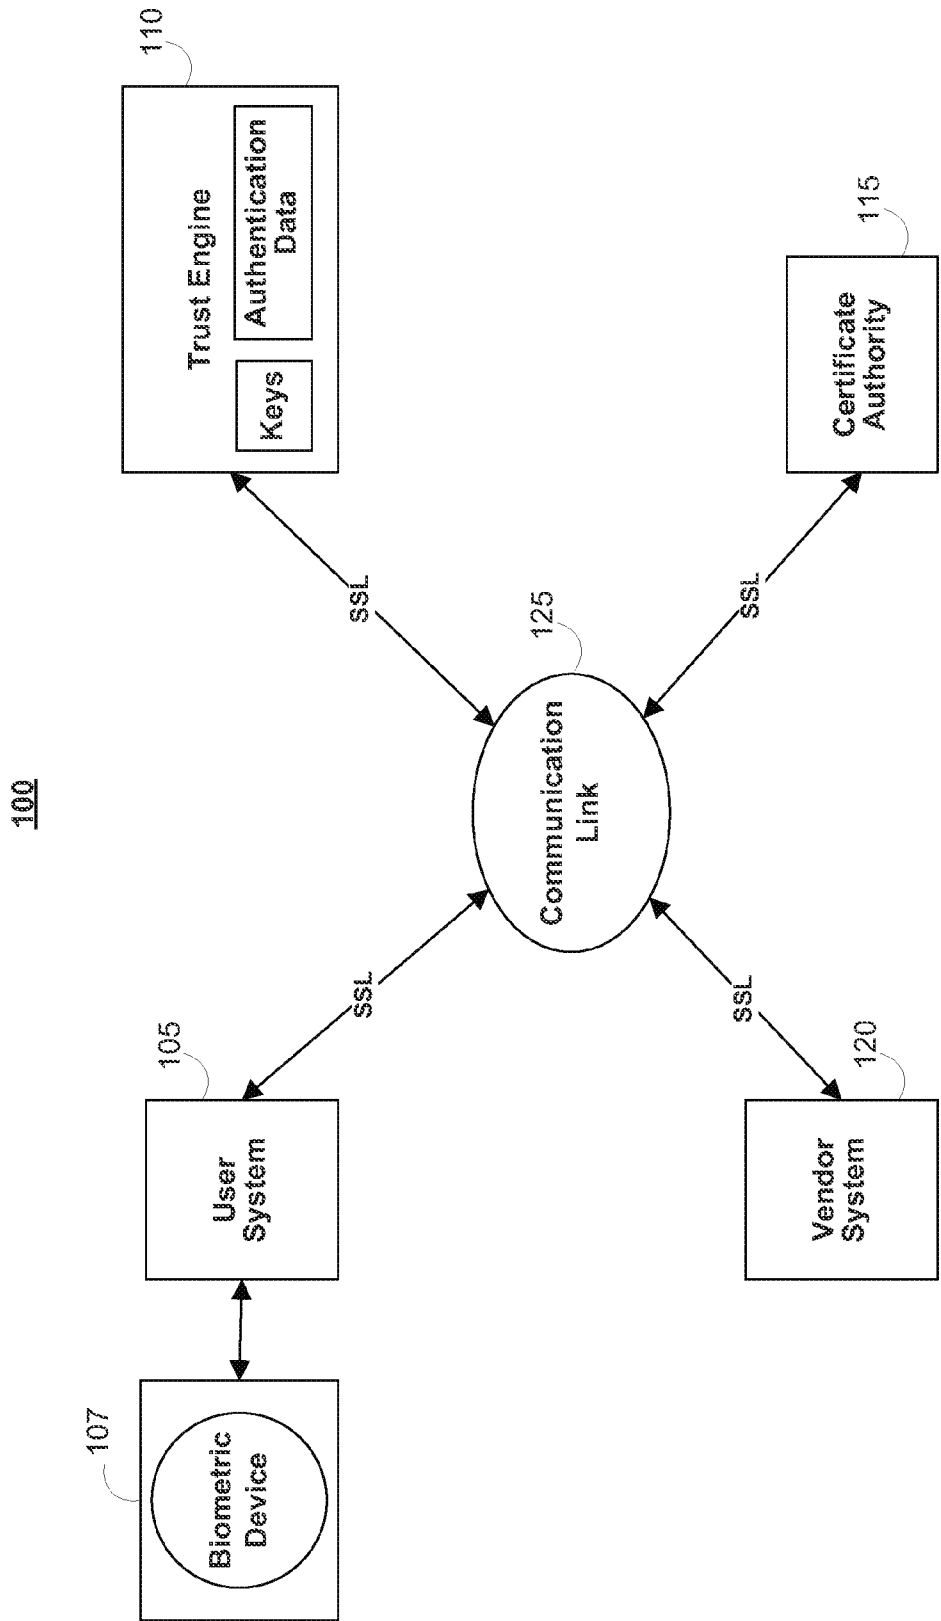 100
107
Biometric
Device
105
User
System
110
Trust Engine
Keys
Authentication
Data
SSL
SSL
125
Communication
Link
SSL
SSL
120
Vendor
System
115
Certificate
Authority